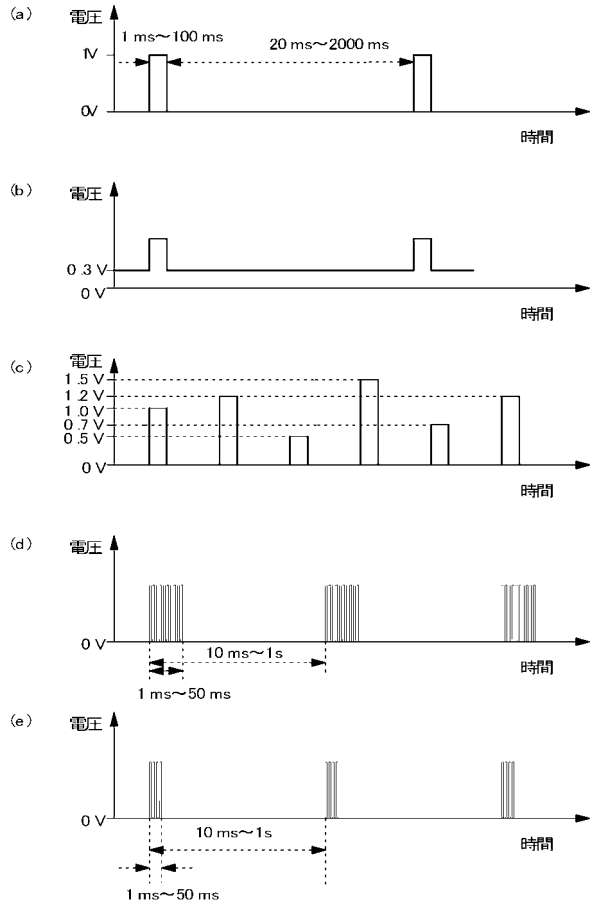 (a) 電圧
1 ms～100 ms
20 ms～2000 ms
1V
0V
時間
(b) 電圧
0.3 V
0 V
時間
(c) 電圧
1.5 V
1.2 V
1.0 V
0.7 V
0.5 V
0 V
時間
(d) 電圧
0 V
10 ms～1s
時間
1 ms～50 ms
(e) 電圧
0 V
10 ms～1s
時間
1 ms～50 ms